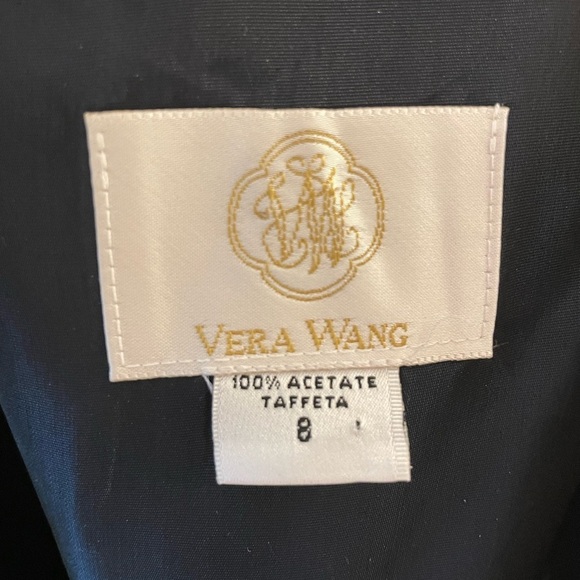 VERA WANG
100% ACETATE
TAFFETA
8